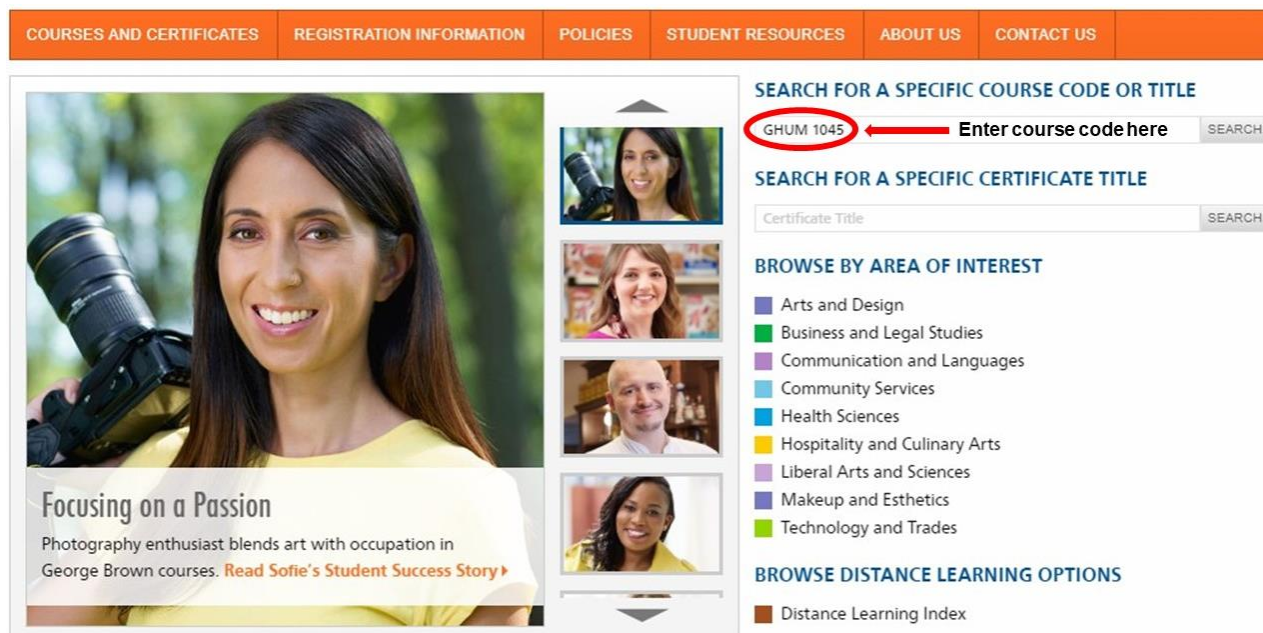 COURSES AND CERTIFICATES REGISTRATION INFORMATION POLICIES STUDENT RESOURCES ABOUT US CONTACT US
Focusing on a Passion
Photography enthusiast blends art with occupation in
George Brown courses. Read Sofie's Student Success Story
SEARCH FOR A SPECIFIC COURSE CODE OR TITLE
GHUM 1045 Enter course code here SEARCH
SEARCH FOR A SPECIFIC CERTIFICATE TITLE
Certificate Title SEARCH
BROWSE BY AREA OF INTEREST
Arts and Design
Business and Legal Studies
Communication and Languages
Community Services
Health Sciences
Hospitality and Culinary Arts
Liberal Arts and Sciences
Makeup and Esthetics
Technology and Trades
BROWSE DISTANCE LEARNING OPTIONS
Distance Learning Index